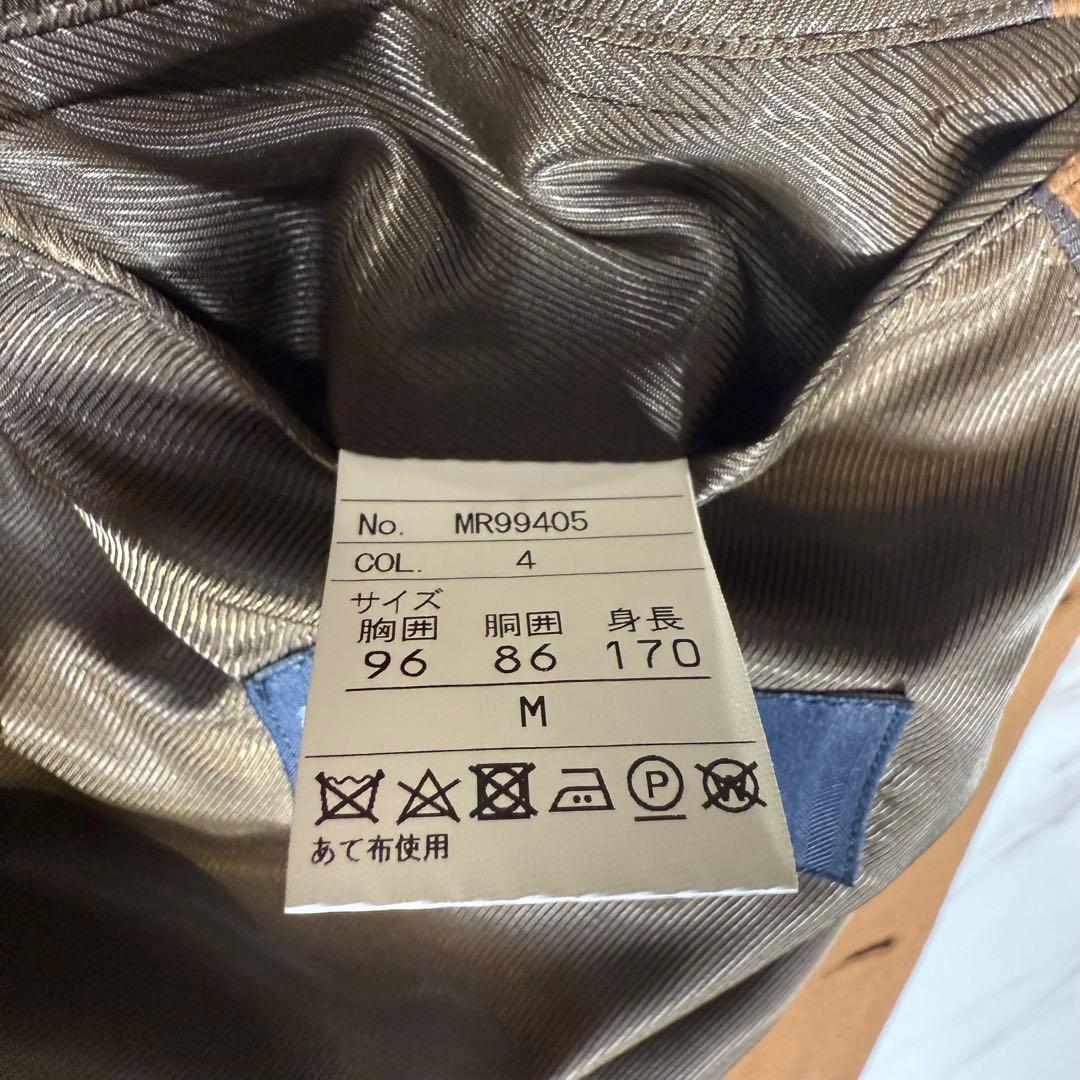 No. MR99405
COL. 4
サイズ
胸囲 胴囲 身長
96 86 170
M
P W
あて布使用